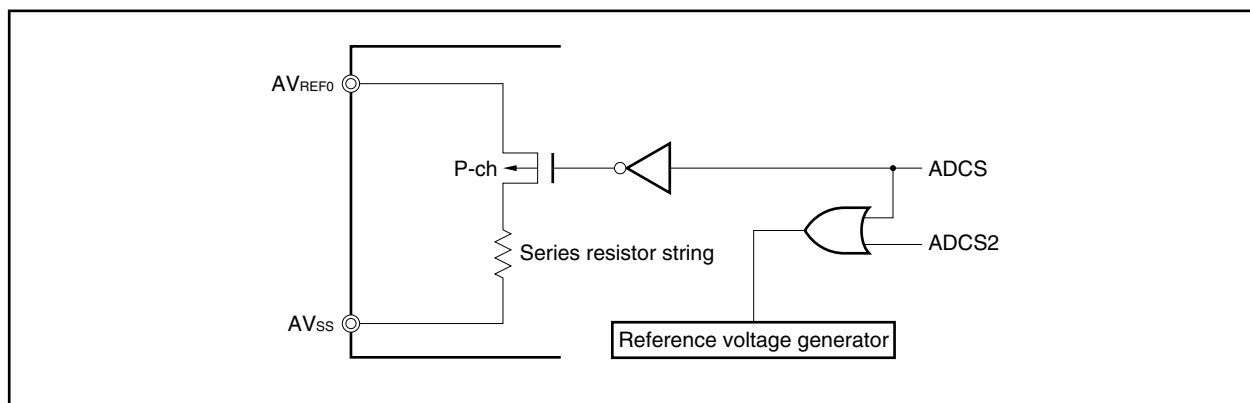 AVREF0
P-ch
ADCS
ADCS2
Series resistor string
AVSS
Reference voltage generator